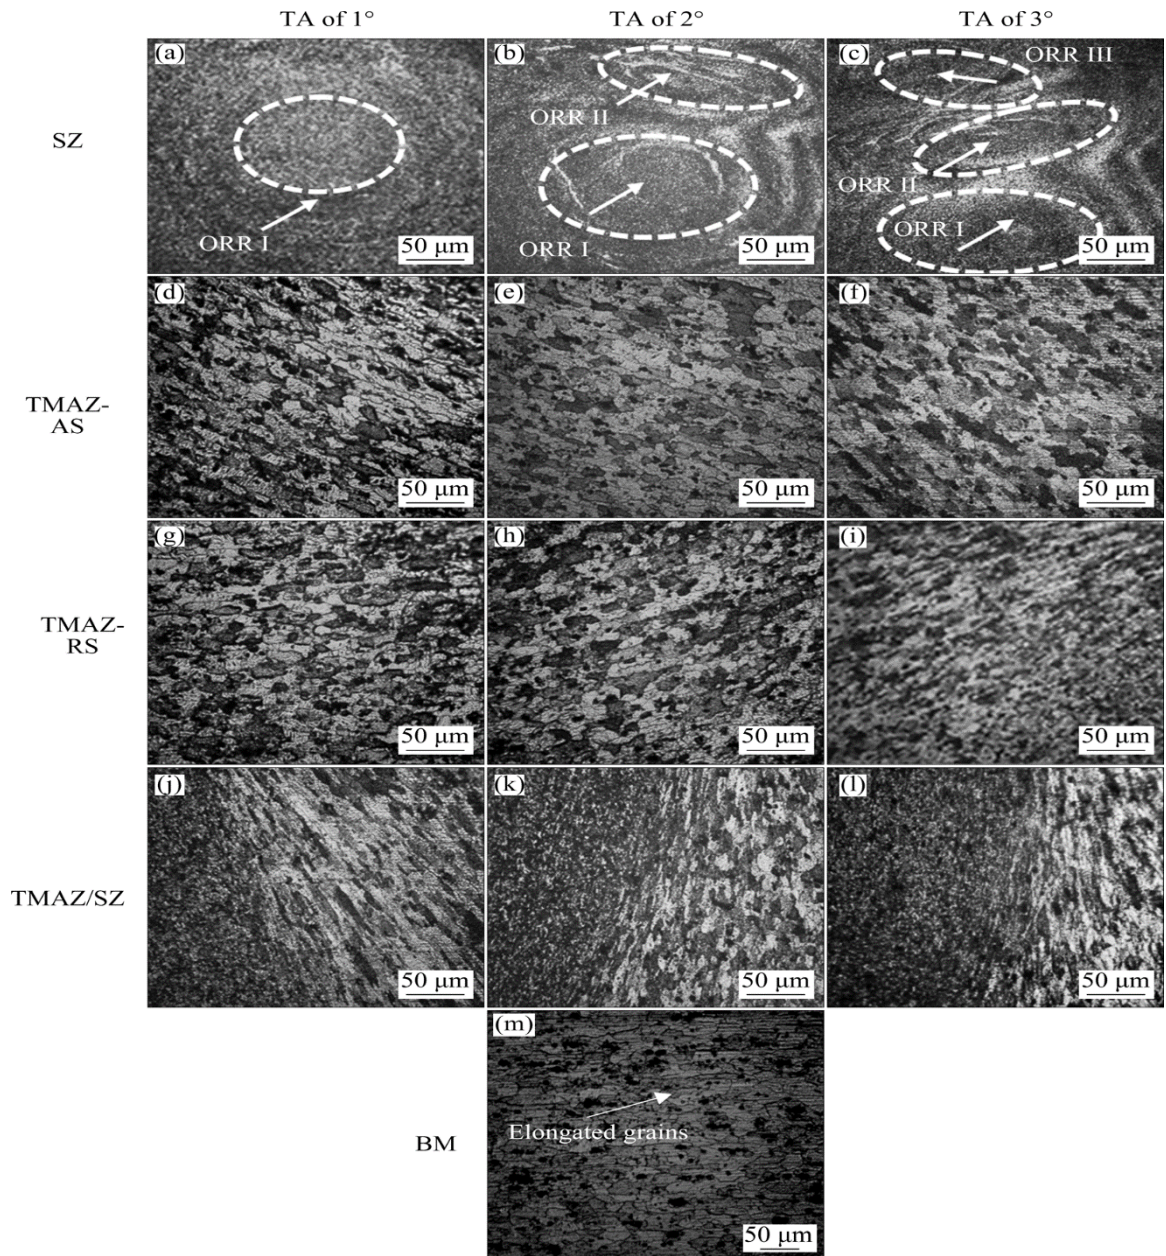 TA of 1°
TA of 2°
TA of 3°
SZ
(a)
ORR I
50 μm
(b)
ORR II
ORR I
50 μm
(c)
ORR III
ORR II
ORR I
50 μm
TMAZ-
AS
(d)
50 μm
(e)
50 μm
(f)
50 μm
TMAZ-
RS
(g)
50 μm
(h)
50 μm
(i)
50 μm
TMAZ/SZ
(j)
50 μm
(k)
50 μm
(l)
50 μm
BM
(m)
Elongated grains
50 μm